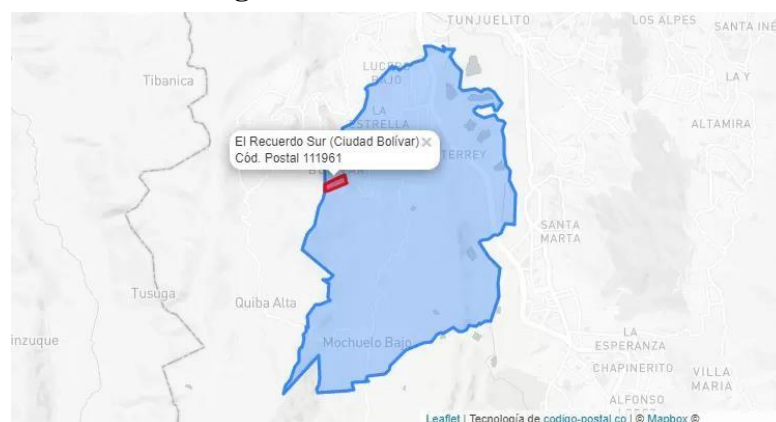 TUNJUELITO
LOS ALPES
SANTA INÉ
LUCERO
BAJO
Tibanica
LA Y
LA
ESTRELLA
ALTAMIRA
El Recuerdo Sur (Ciudad Bolívar) ×
Cód. Postal 111961
TERREY
SANTA
MARTA
Tusuga
Quiba Alta
inzuque
Mochuelo Bajo
LA
ESPERANZA
CHAPINERITO
VILLA
MARIA
ALFONSO
Leaflet | Tecnología de codigo-postal.co | © Mapbox ©